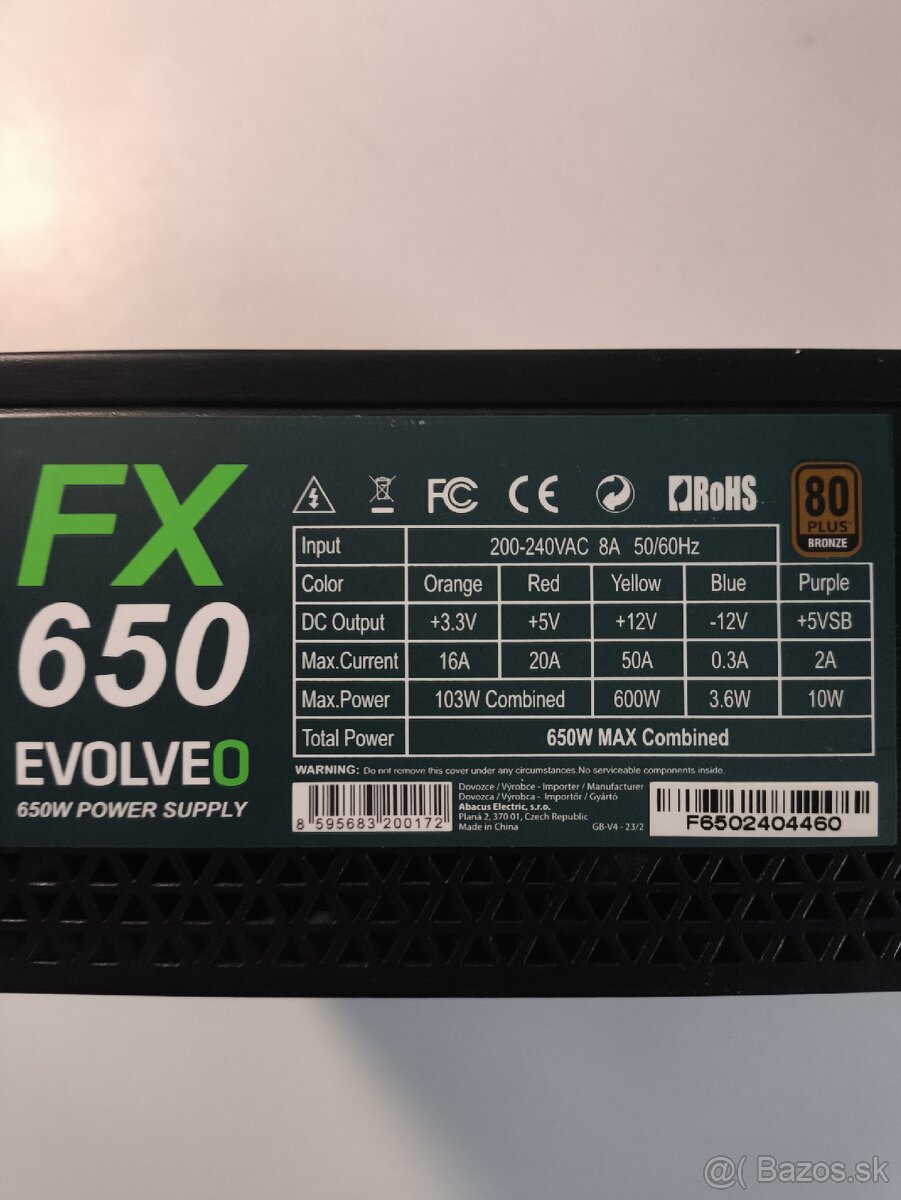 FX
650
EVOLVEO
650W POWER SUPPLY
FC CE RoHS
80
PLUS
BRONZE
Input 200-240VAC 8A 50/60Hz
Color Orange Red Yellow Blue Purple
DC Output +3.3V +5V +12V -12V +5VSB
Max.Current 16A 20A 50A 0.3A 2A
Max.Power 103W Combined 600W 3.6W 10W
Total Power 650W MAX Combined
WARNING: Do not remove this cover under any circumstances.No serviceable components inside.
8 595683 200172
Dovozce / Výrobce - Importer / Manufacturer
Dovozca / Výrobca - Importőr / Gyártó
Abacus Electric, s.r.o.
Planá 2, 370 01, Czech Republic
Made in China GB-V4 - 23/2
F6502404460
@( Bazos.sk